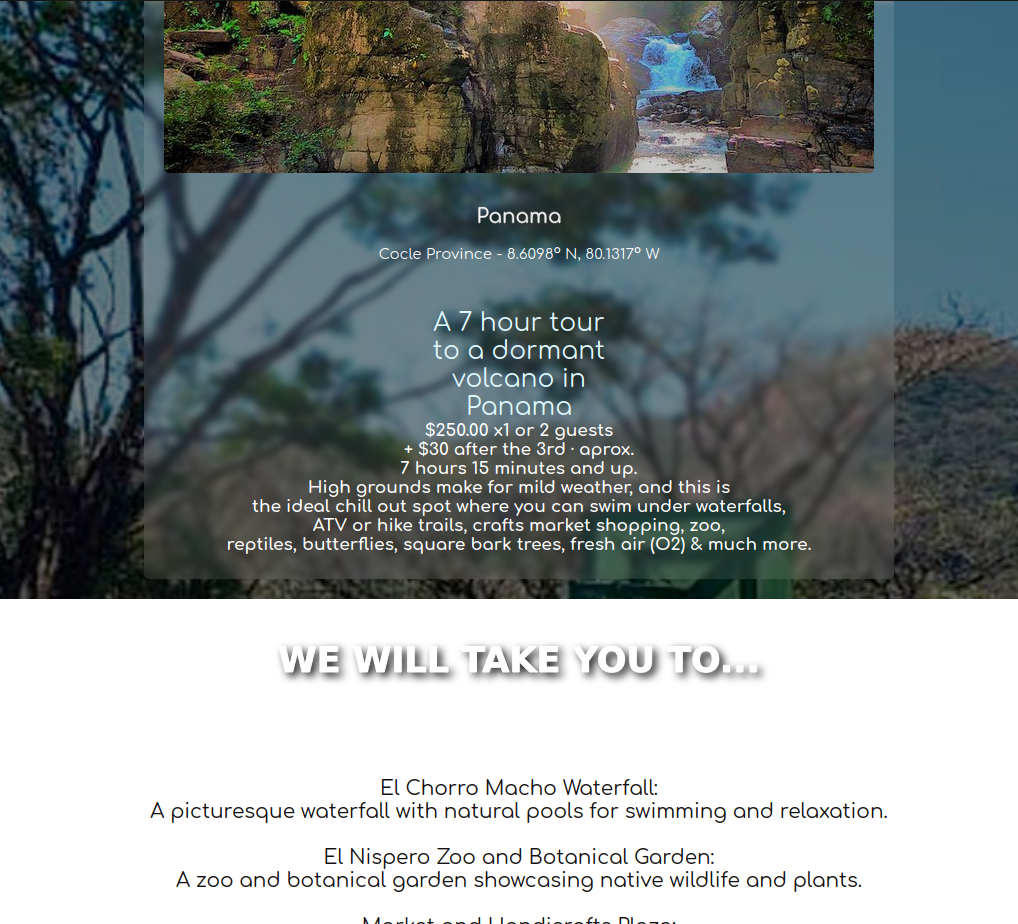 Panama
Cocle Province - 8.6098° N, 80.1317° W
A 7 hour tour
to a dormant
volcano in
Panama
$250.00 x1 or 2 guests
+ $30 after the 3rd · aprox.
7 hours 15 minutes and up.
High grounds make for mild weather, and this is
the ideal chill out spot where you can swim under waterfalls,
ATV or hike trails, crafts market shopping, zoo,
reptiles, butterflies, square bark trees, fresh air (O2) & much more.
WE WILL TAKE YOU TO...
El Chorro Macho Waterfall:
A picturesque waterfall with natural pools for swimming and relaxation.
El Nispero Zoo and Botanical Garden:
A zoo and botanical garden showcasing native wildlife and plants.
Market and Handicrafts Plaza: